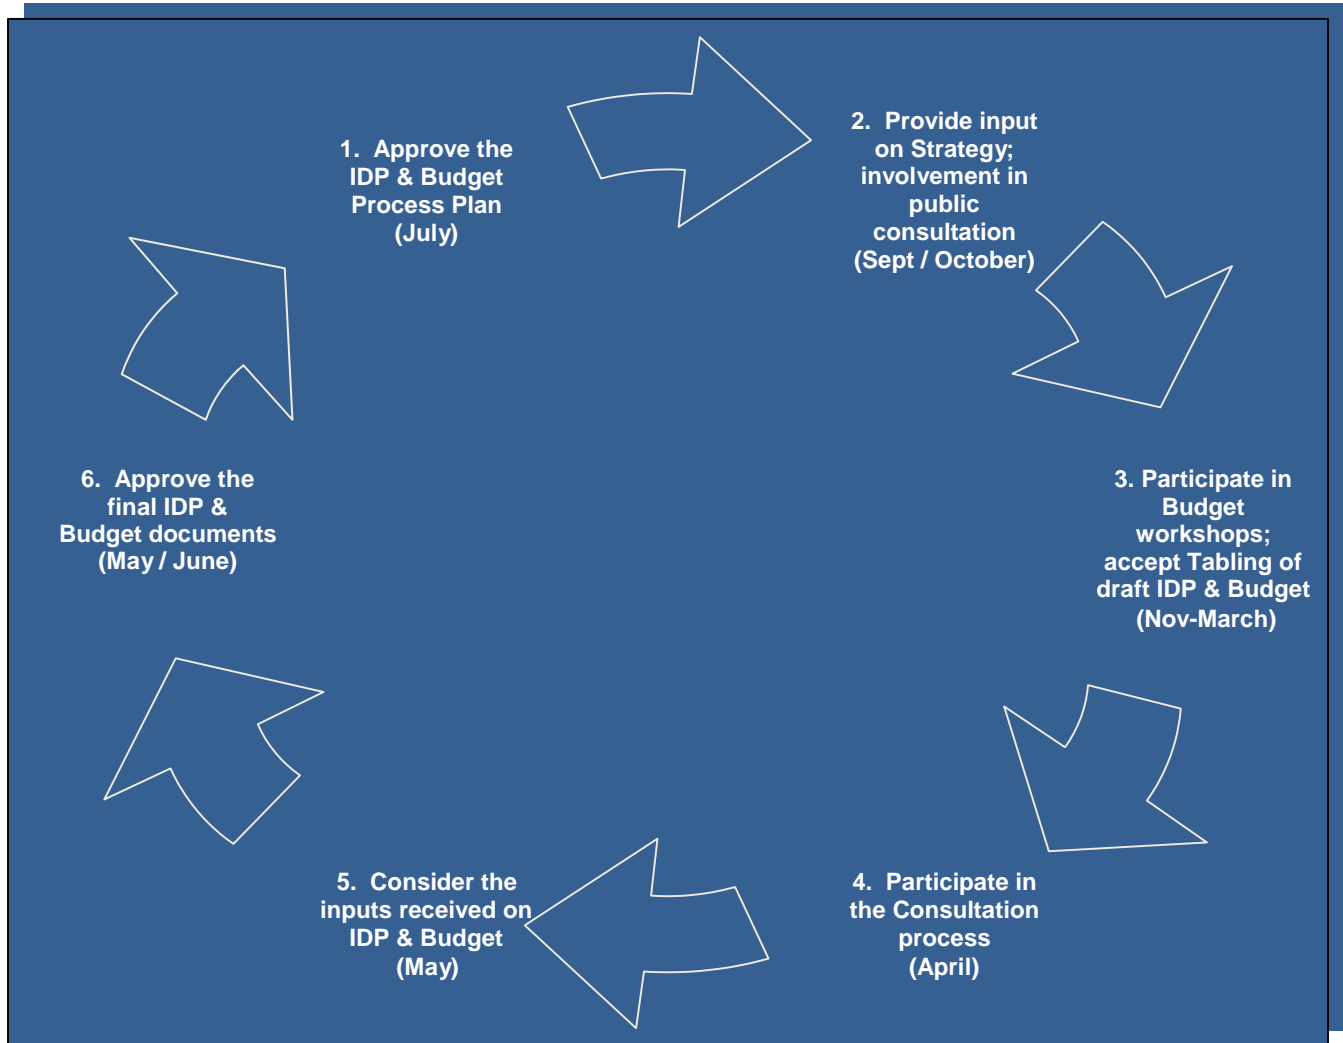 1. Approve the
IDP & Budget
Process Plan
(July)
2. Provide input
on Strategy;
involvement in
public
consultation
(Sept / October)
3. Participate in
Budget
workshops;
accept Tabling of
draft IDP & Budget
(Nov-March)
4. Participate in
the Consultation
process
(April)
5. Consider the
inputs received on
IDP & Budget
(May)
6. Approve the
final IDP &
Budget documents
(May / June)